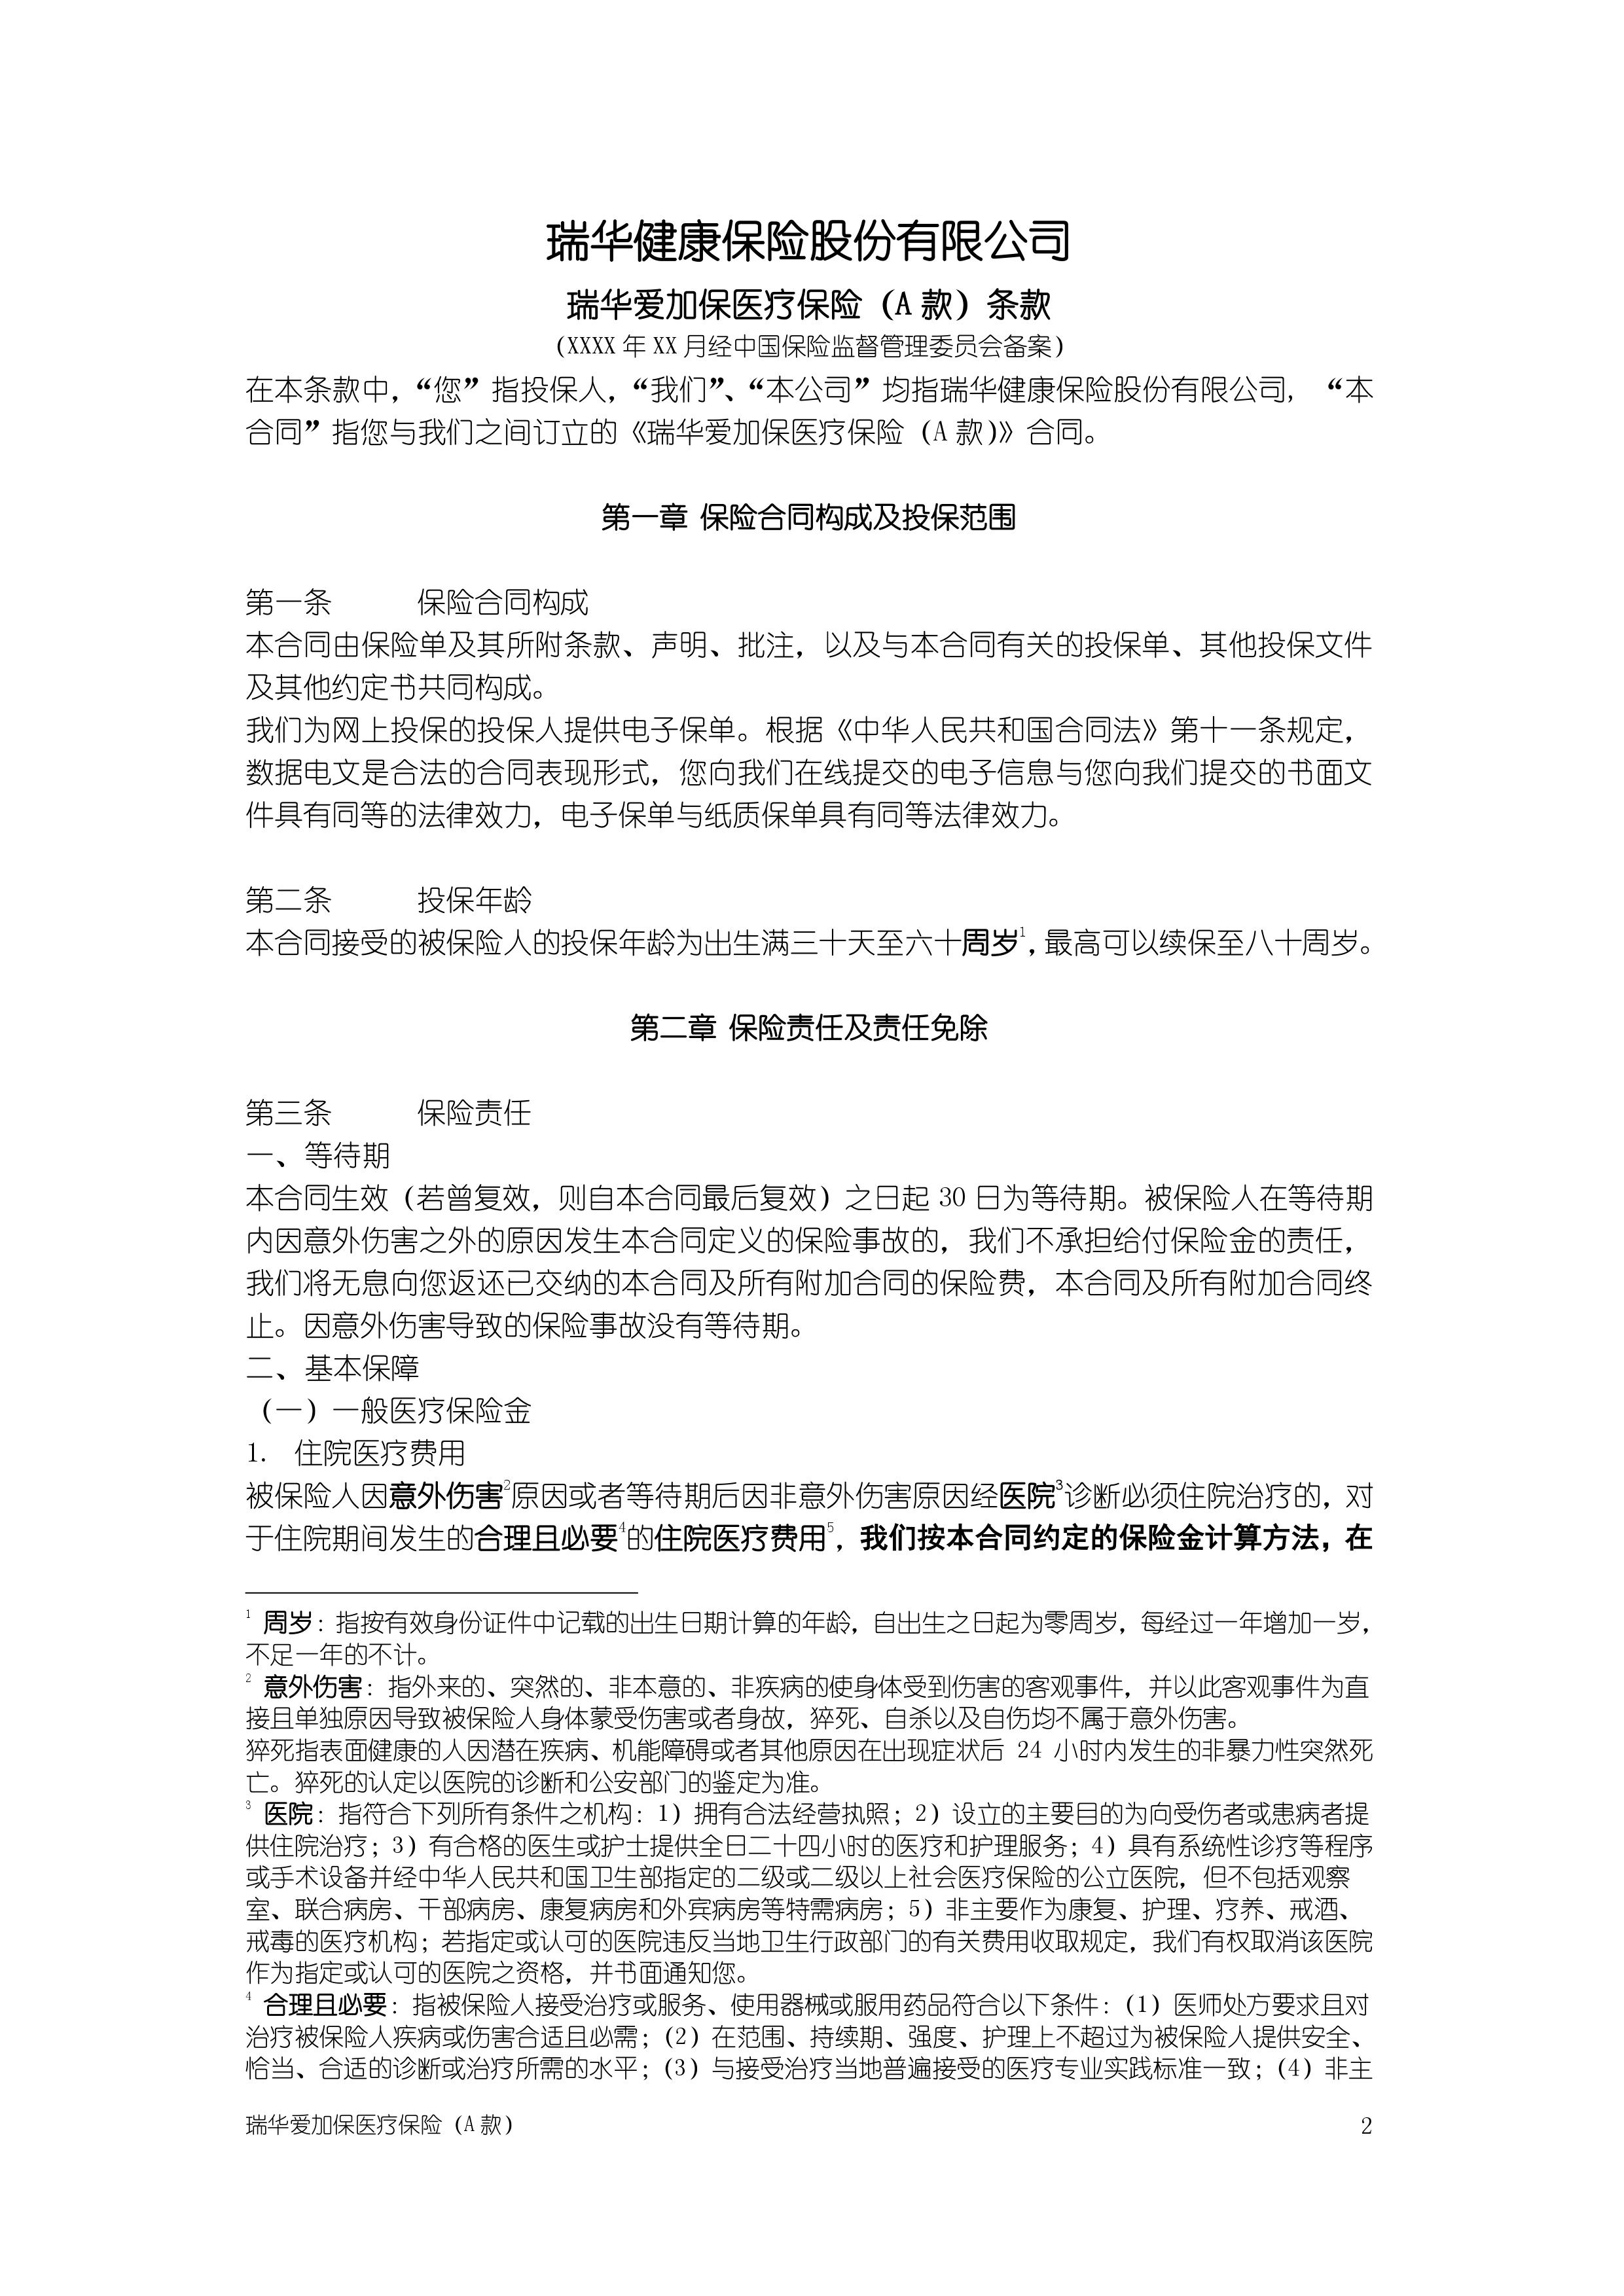 瑞华健康保险股份有限公司
瑞华爱加保医疗保险（A 款）条款
（XXXX 年 XX 月经中国保险监督管理委员会备案）
在本条款中，“您”指投保人，“我们”、“本公司”均指瑞华健康保险股份有限公司，“本
合同”指您与我们之间订立的《瑞华爱加保医疗保险（A 款）》合同。
第一章 保险合同构成及投保范围
第一条 保险合同构成
本合同由保险单及其所附条款、声明、批注，以及与本合同有关的投保单、其他投保文件
及其他约定书共同构成。
我们为网上投保的投保人提供电子保单。根据《中华人民共和国合同法》第十一条规定，
数据电文是合法的合同表现形式，您向我们在线提交的电子信息与您向我们提交的书面文
件具有同等的法律效力，电子保单与纸质保单具有同等法律效力。
第二条 投保年龄
本合同接受的被保险人的投保年龄为出生满三十天至六十周岁1，最高可以续保至八十周岁。
第二章 保险责任及责任免除
第三条 保险责任
一、等待期
本合同生效（若曾复效，则自本合同最后复效）之日起 30 日为等待期。被保险人在等待期
内因意外伤害之外的原因发生本合同定义的保险事故的，我们不承担给付保险金的责任，
我们将无息向您返还已交纳的本合同及所有附加合同的保险费，本合同及所有附加合同终
止。因意外伤害导致的保险事故没有等待期。
二、基本保障
（一）一般医疗保险金
1. 住院医疗费用
被保险人因意外伤害2原因或者等待期后因非意外伤害原因经医院3诊断必须住院治疗的，对
于住院期间发生的合理且必要4的住院医疗费用5，我们按本合同约定的保险金计算方法，在
1 周岁：指按有效身份证件中记载的出生日期计算的年龄，自出生之日起为零周岁，每经过一年增加一岁，
不足一年的不计。
2 意外伤害：指外来的、突然的、非本意的、非疾病的使身体受到伤害的客观事件，并以此客观事件为直
接且单独原因导致被保险人身体蒙受伤害或者身故，猝死、自杀以及自伤均不属于意外伤害。
猝死指表面健康的人因潜在疾病、机能障碍或者其他原因在出现症状后 24 小时内发生的非暴力性突然死
亡。猝死的认定以医院的诊断和公安部门的鉴定为准。
3 医院：指符合下列所有条件之机构：1）拥有合法经营执照；2）设立的主要目的为向受伤者或患病者提
供住院治疗；3）有合格的医生或护士提供全日二十四小时的医疗和护理服务；4）具有系统性诊疗等程序
或手术设备并经中华人民共和国卫生部指定的二级或二级以上社会医疗保险的公立医院，但不包括观察
室、联合病房、干部病房、康复病房和外宾病房等特需病房；5）非主要作为康复、护理、疗养、戒酒、
戒毒的医疗机构；若指定或认可的医院违反当地卫生行政部门的有关费用收取规定，我们有权取消该医院
作为指定或认可的医院之资格，并书面通知您。
4 合理且必要：指被保险人接受治疗或服务、使用器械或服用药品符合以下条件：（1）医师处方要求且对
治疗被保险人疾病或伤害合适且必需；（2）在范围、持续期、强度、护理上不超过为被保险人提供安全、
恰当、合适的诊断或治疗所需的水平；（3）与接受治疗当地普遍接受的医疗专业实践标准一致；（4）非主
瑞华爱加保医疗保险（A 款） 2